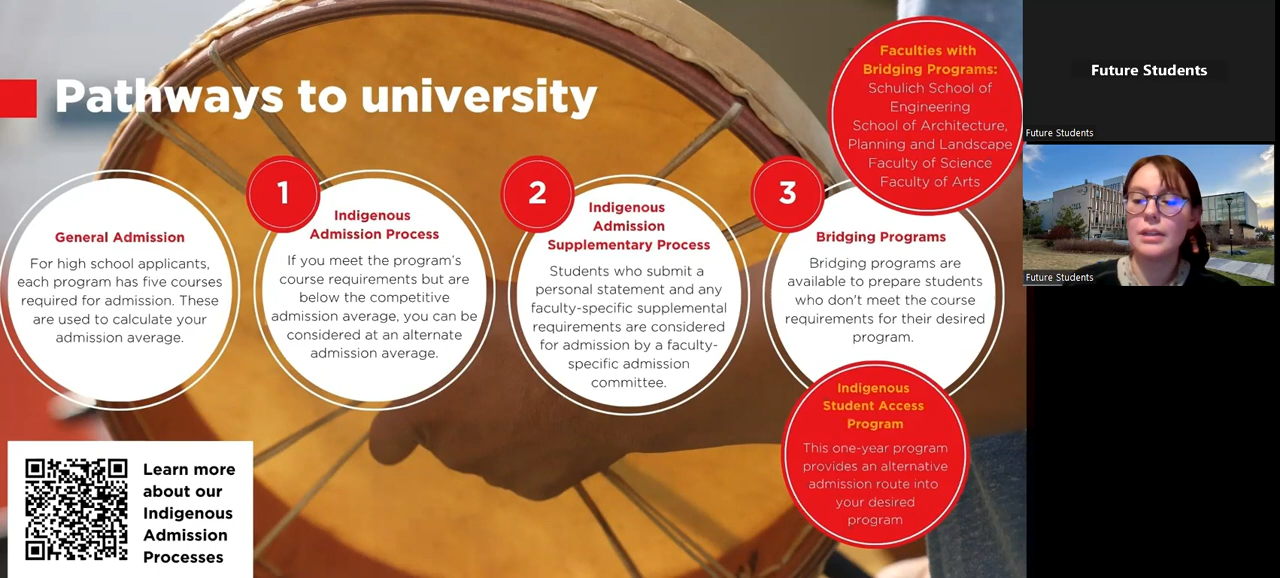 Pathways to university
General Admission
For high school applicants,
each program has five courses
required for admission. These
are used to calculate your
admission average.
1
Indigenous
Admission Process
If you meet the program's
course requirements but are
below the competitive
admission average, you can be
considered at an alternate
admission average.
2
Indigenous
Admission
Supplementary Process
Students who submit a
personal statement and any
faculty-specific supplemental
requirements are considered
for admission by a faculty-
specific admission
committee.
3
Bridging Programs
Bridging programs are
available to prepare students
who don't meet the course
requirements for their desired
program.
Faculties with
Bridging Programs:
Schulich School of
Engineering
School of Architecture,
Planning and Landscape
Faculty of Science
Faculty of Arts
Indigenous
Student Access
Program
This one-year program
provides an alternative
admission route into
your desired
program
Learn more
about our
Indigenous
Admission
Processes
Future Students
Future Students
Future Students